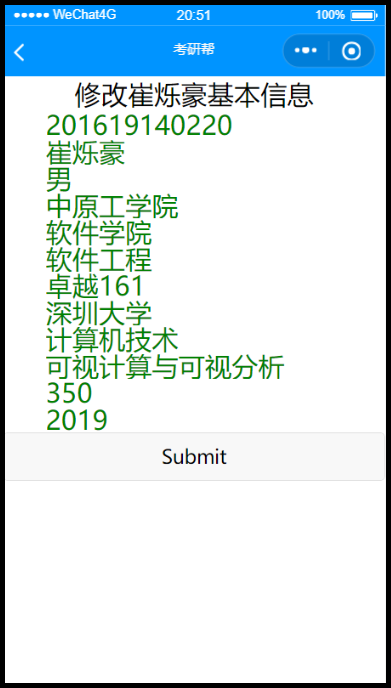 WeChat4G 20:51 100%
考研帮
修改崔烁豪基本信息
201619140220
崔烁豪
男
中原工学院
软件学院
软件工程
卓越161
深圳大学
计算机技术
可视计算与可视分析
350
2019
Submit